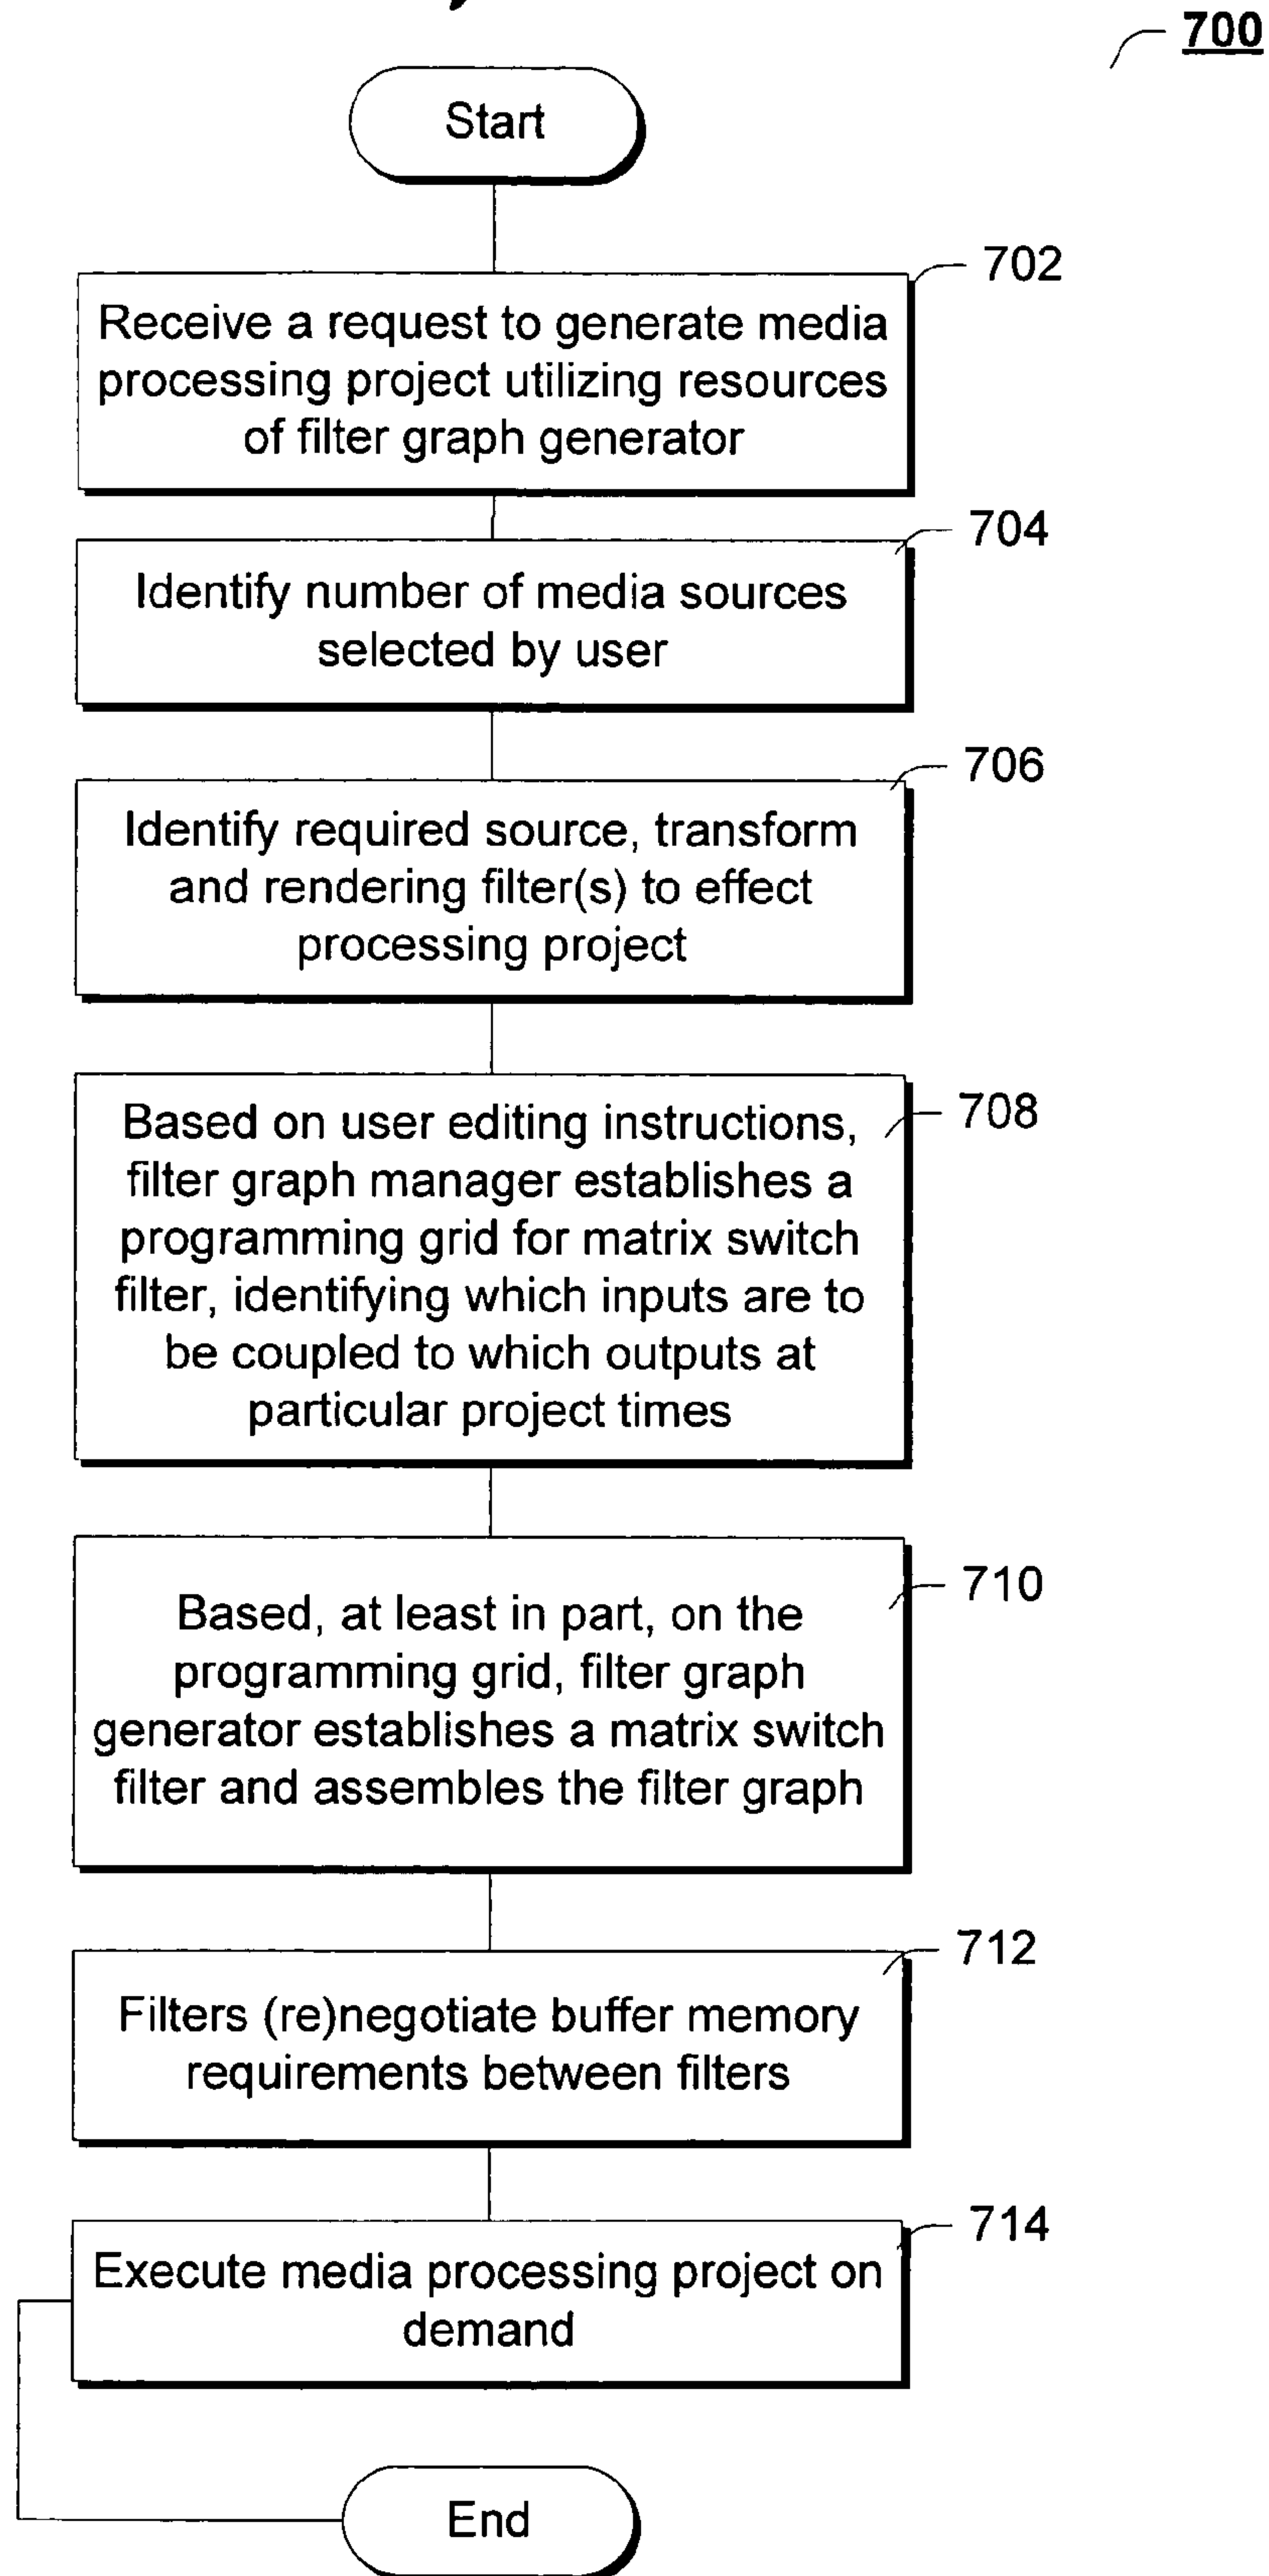 700
Start
702
Receive a request to generate media
processing project utilizing resources
of filter graph generator
704
Identify number of media sources
selected by user
706
Identify required source, transform
and rendering filter(s) to effect
processing project
708
Based on user editing instructions,
filter graph manager establishes a
programming grid for matrix switch
filter, identifying which inputs are to
be coupled to which outputs at
particular project times
710
Based, at least in part, on the
programming grid, filter graph
generator establishes a matrix switch
filter and assembles the filter graph
712
Filters (re)negotiate buffer memory
requirements between filters
714
Execute media processing project on
demand
End